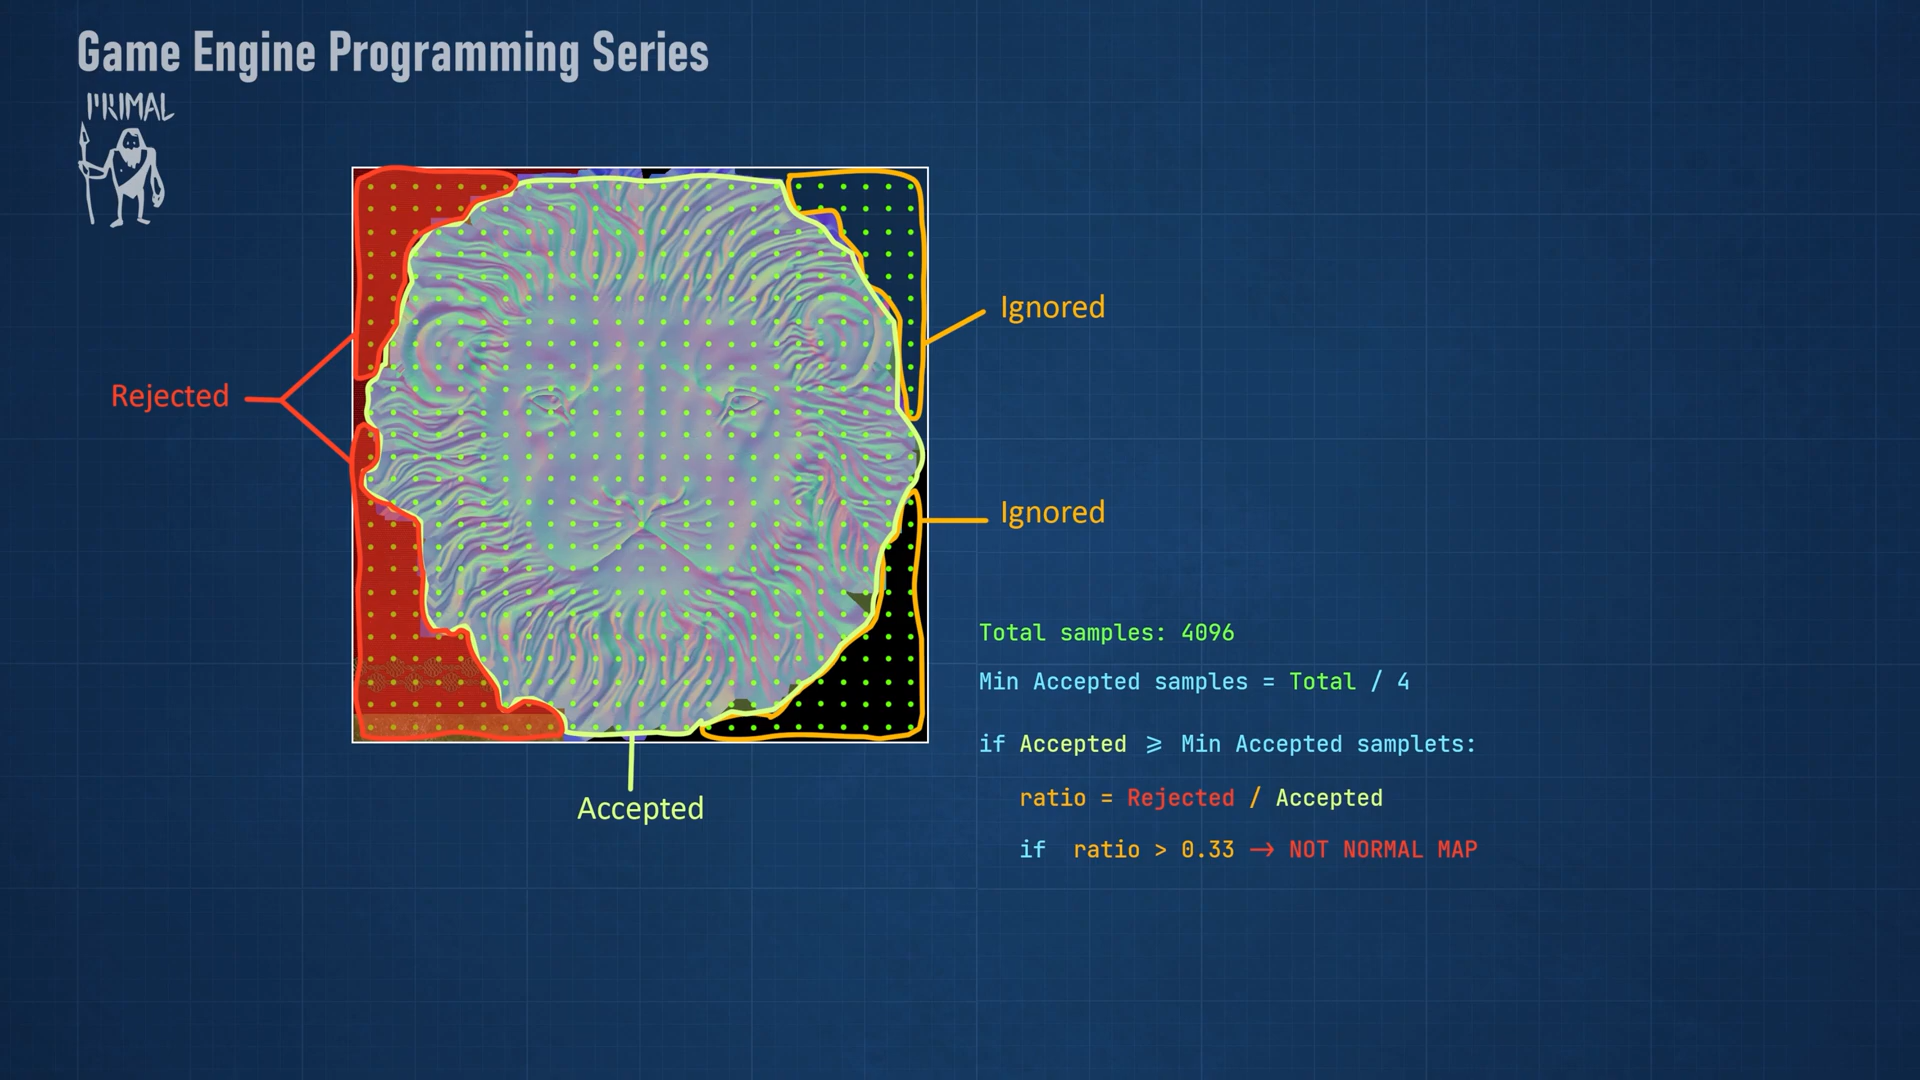 Game Engine Programming Series
PRIMAL
Ignored
Rejected
Ignored
Accepted
Total samples: 4096
Min Accepted samples = Total / 4
if Accepted ⩾ Min Accepted samplets:
ratio = Rejected / Accepted
if ratio > 0.33 → NOT NORMAL MAP